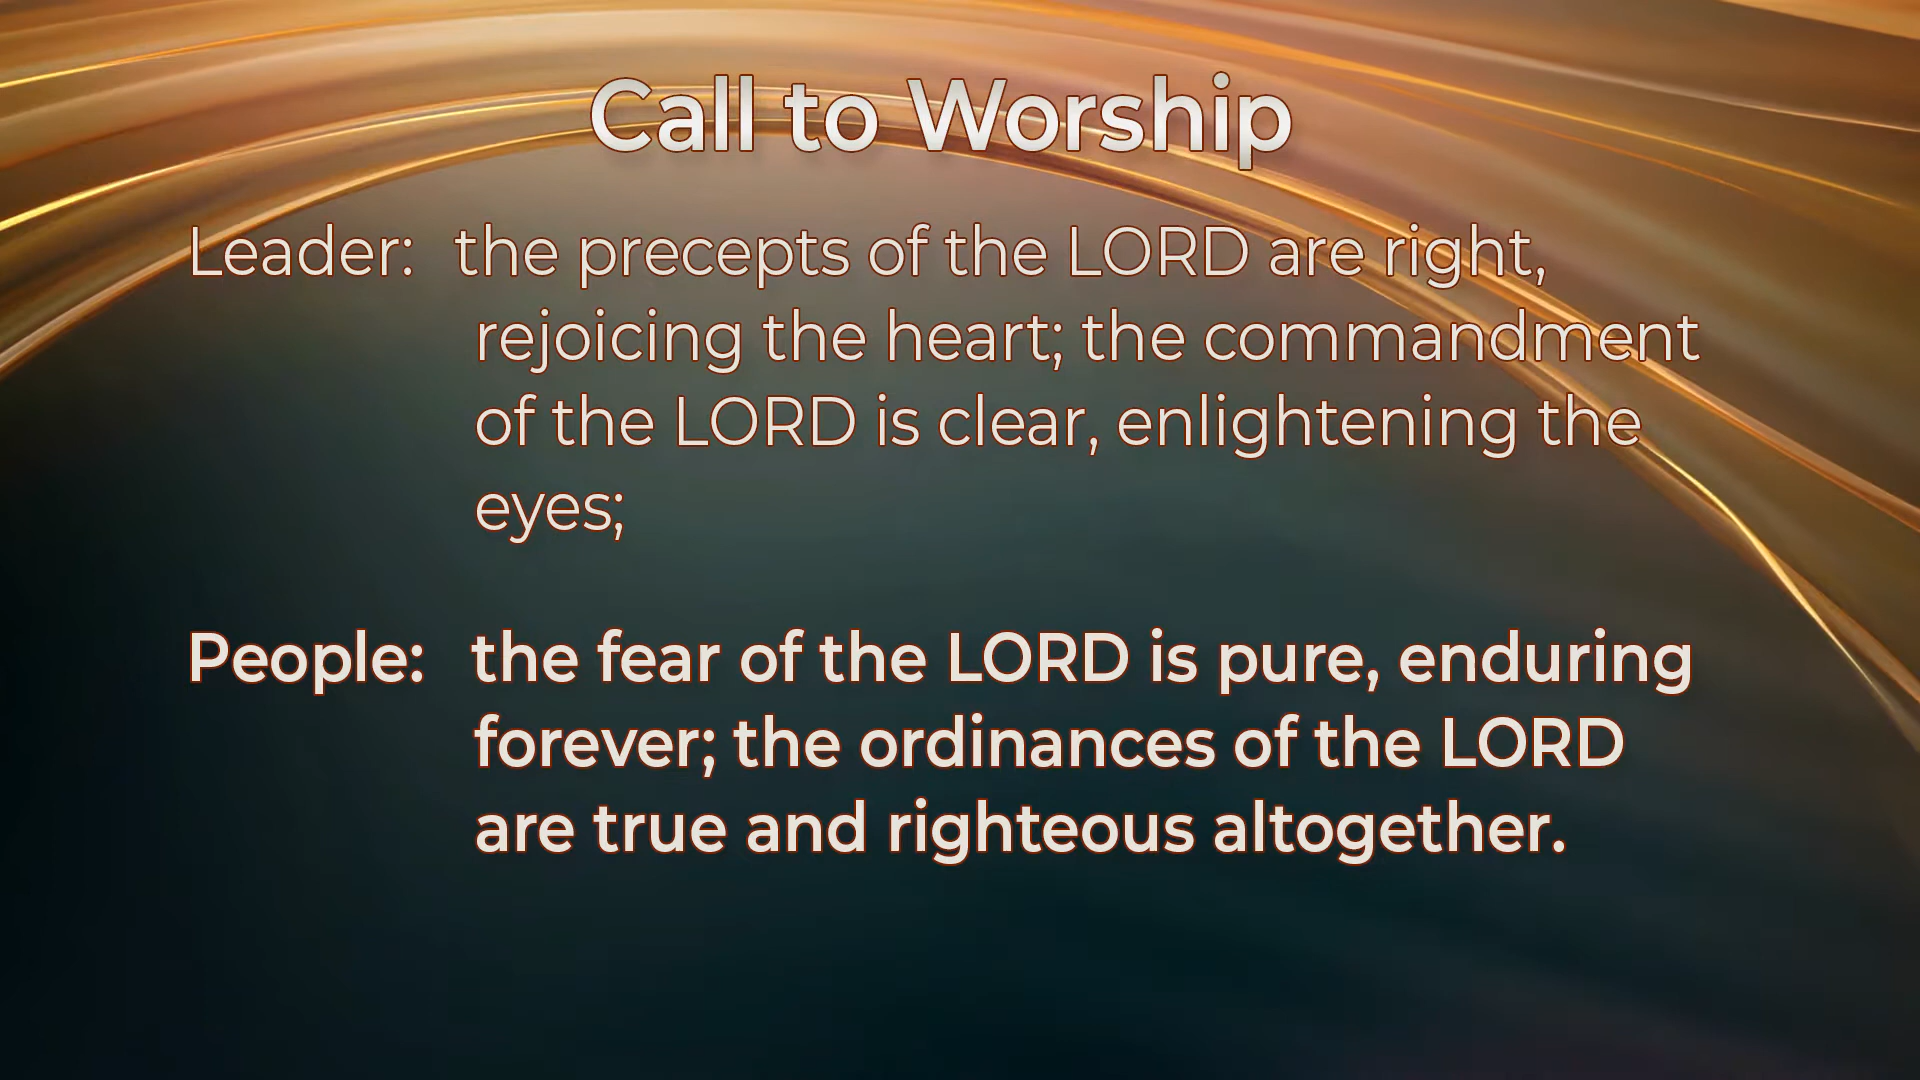 Call to Worship
Leader: the precepts of the LORD are right,
rejoicing the heart; the commandment
of the LORD is clear, enlightening the
eyes;
People: the fear of the LORD is pure, enduring
forever; the ordinances of the LORD
are true and righteous altogether.